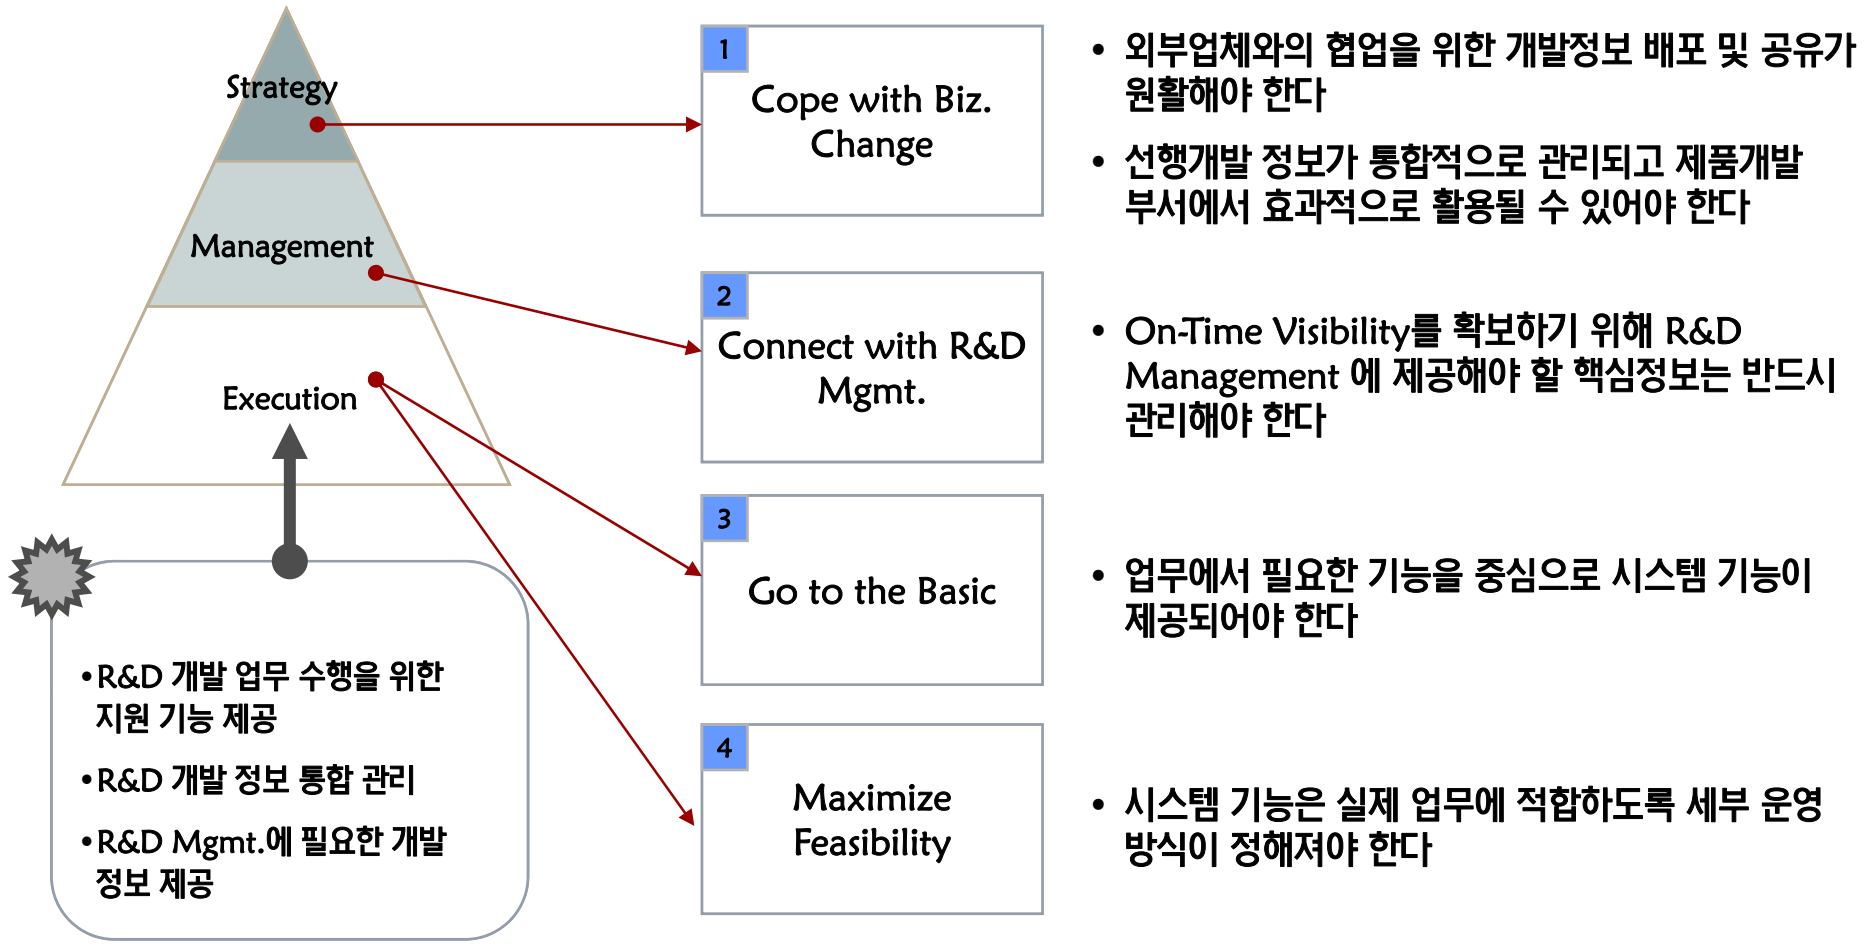 Strategy
Management
Execution
•R&D 개발 업무 수행을 위한
지원 기능 제공
•R&D 개발 정보 통합 관리
•R&D Mgmt.에 필요한 개발
정보 제공
1
Cope with Biz.
Change
• 외부업체와의 협업을 위한 개발정보 배포 및 공유가
원활해야 한다
• 선행개발 정보가 통합적으로 관리되고 제품개발
부서에서 효과적으로 활용될 수 있어야 한다
2
Connect with R&D
Mgmt.
• On-Time Visibility를 확보하기 위해 R&D
Management 에 제공해야 할 핵심정보는 반드시
관리해야 한다
3
Go to the Basic
• 업무에서 필요한 기능을 중심으로 시스템 기능이
제공되어야 한다
4
Maximize
Feasibility
• 시스템 기능은 실제 업무에 적합하도록 세부 운영
방식이 정해져야 한다